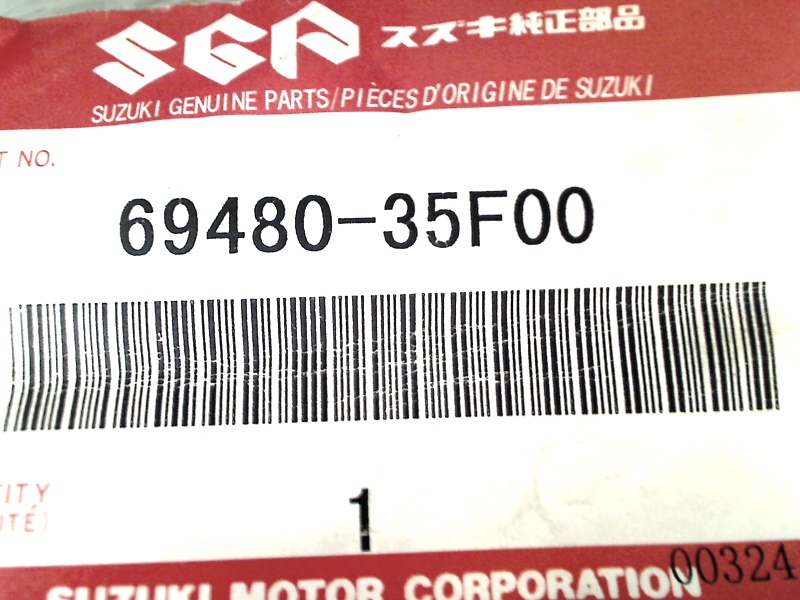 SGP スズキ純正部品
SUZUKI GENUINE PARTS/PIÈCES D'ORIGINE DE SUZUKI
T NO.
69480-35F00
TITY
ITÉ)
1
00324
SUZUKI MOTOR CORPORATION